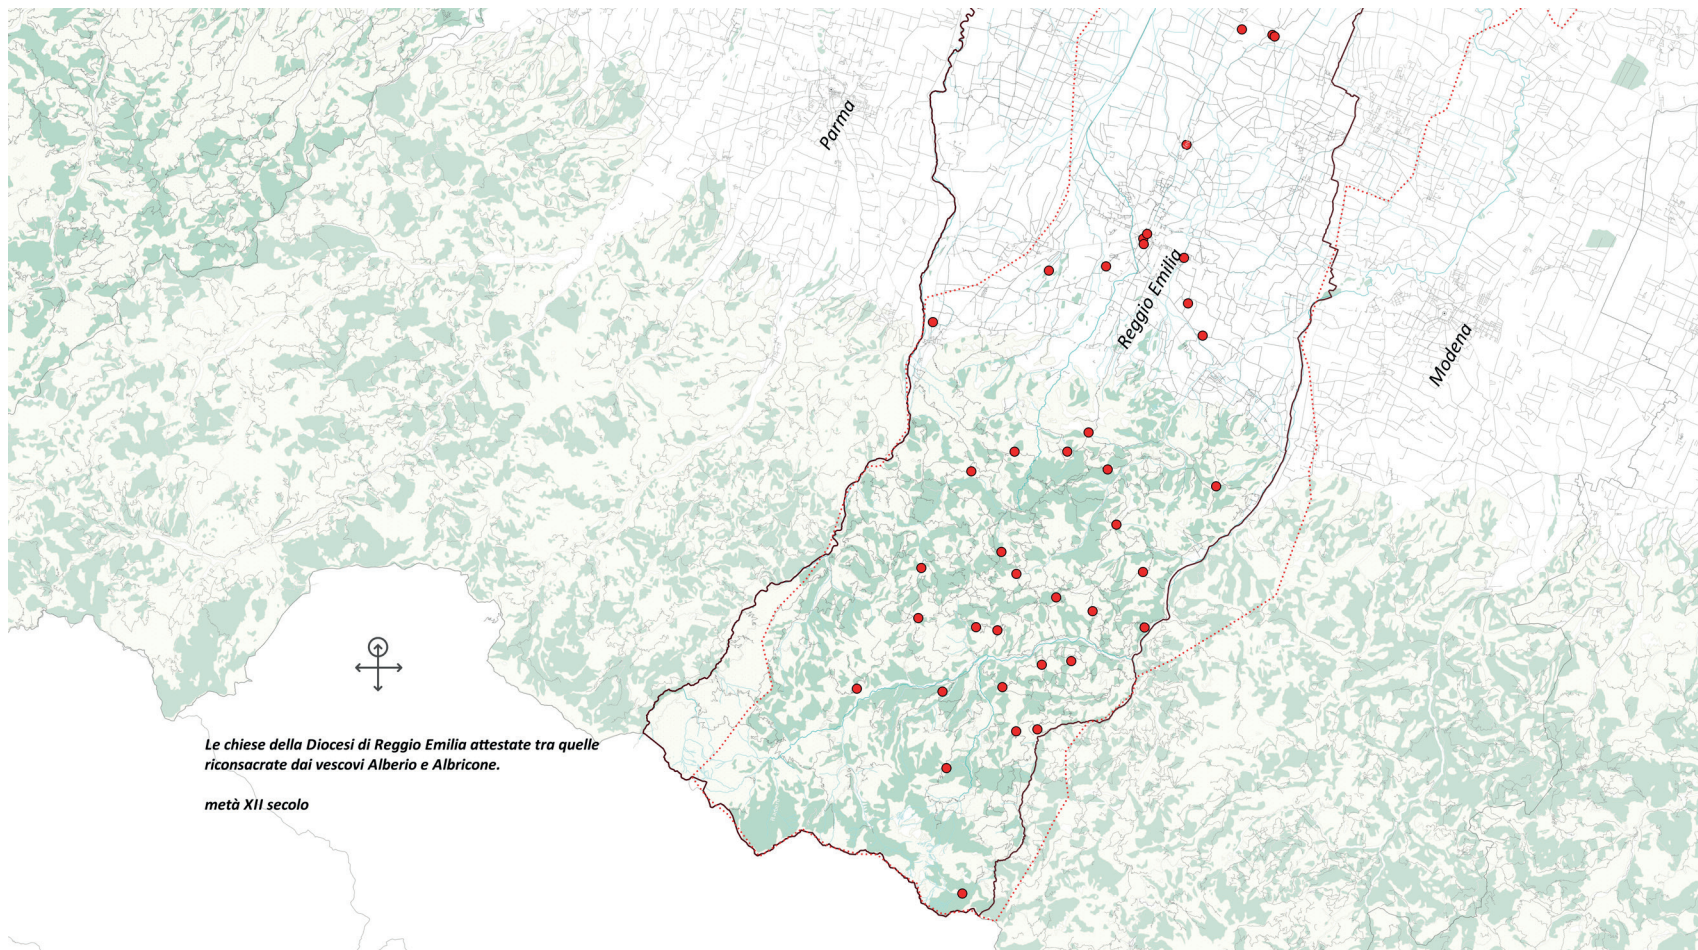 Parma
Reggio Emilia
Modena
Le chiese della Diocesi di Reggio Emilia attestate tra quelle
riconsacrate dai vescovi Alberio e Albricone.
metà XII secolo